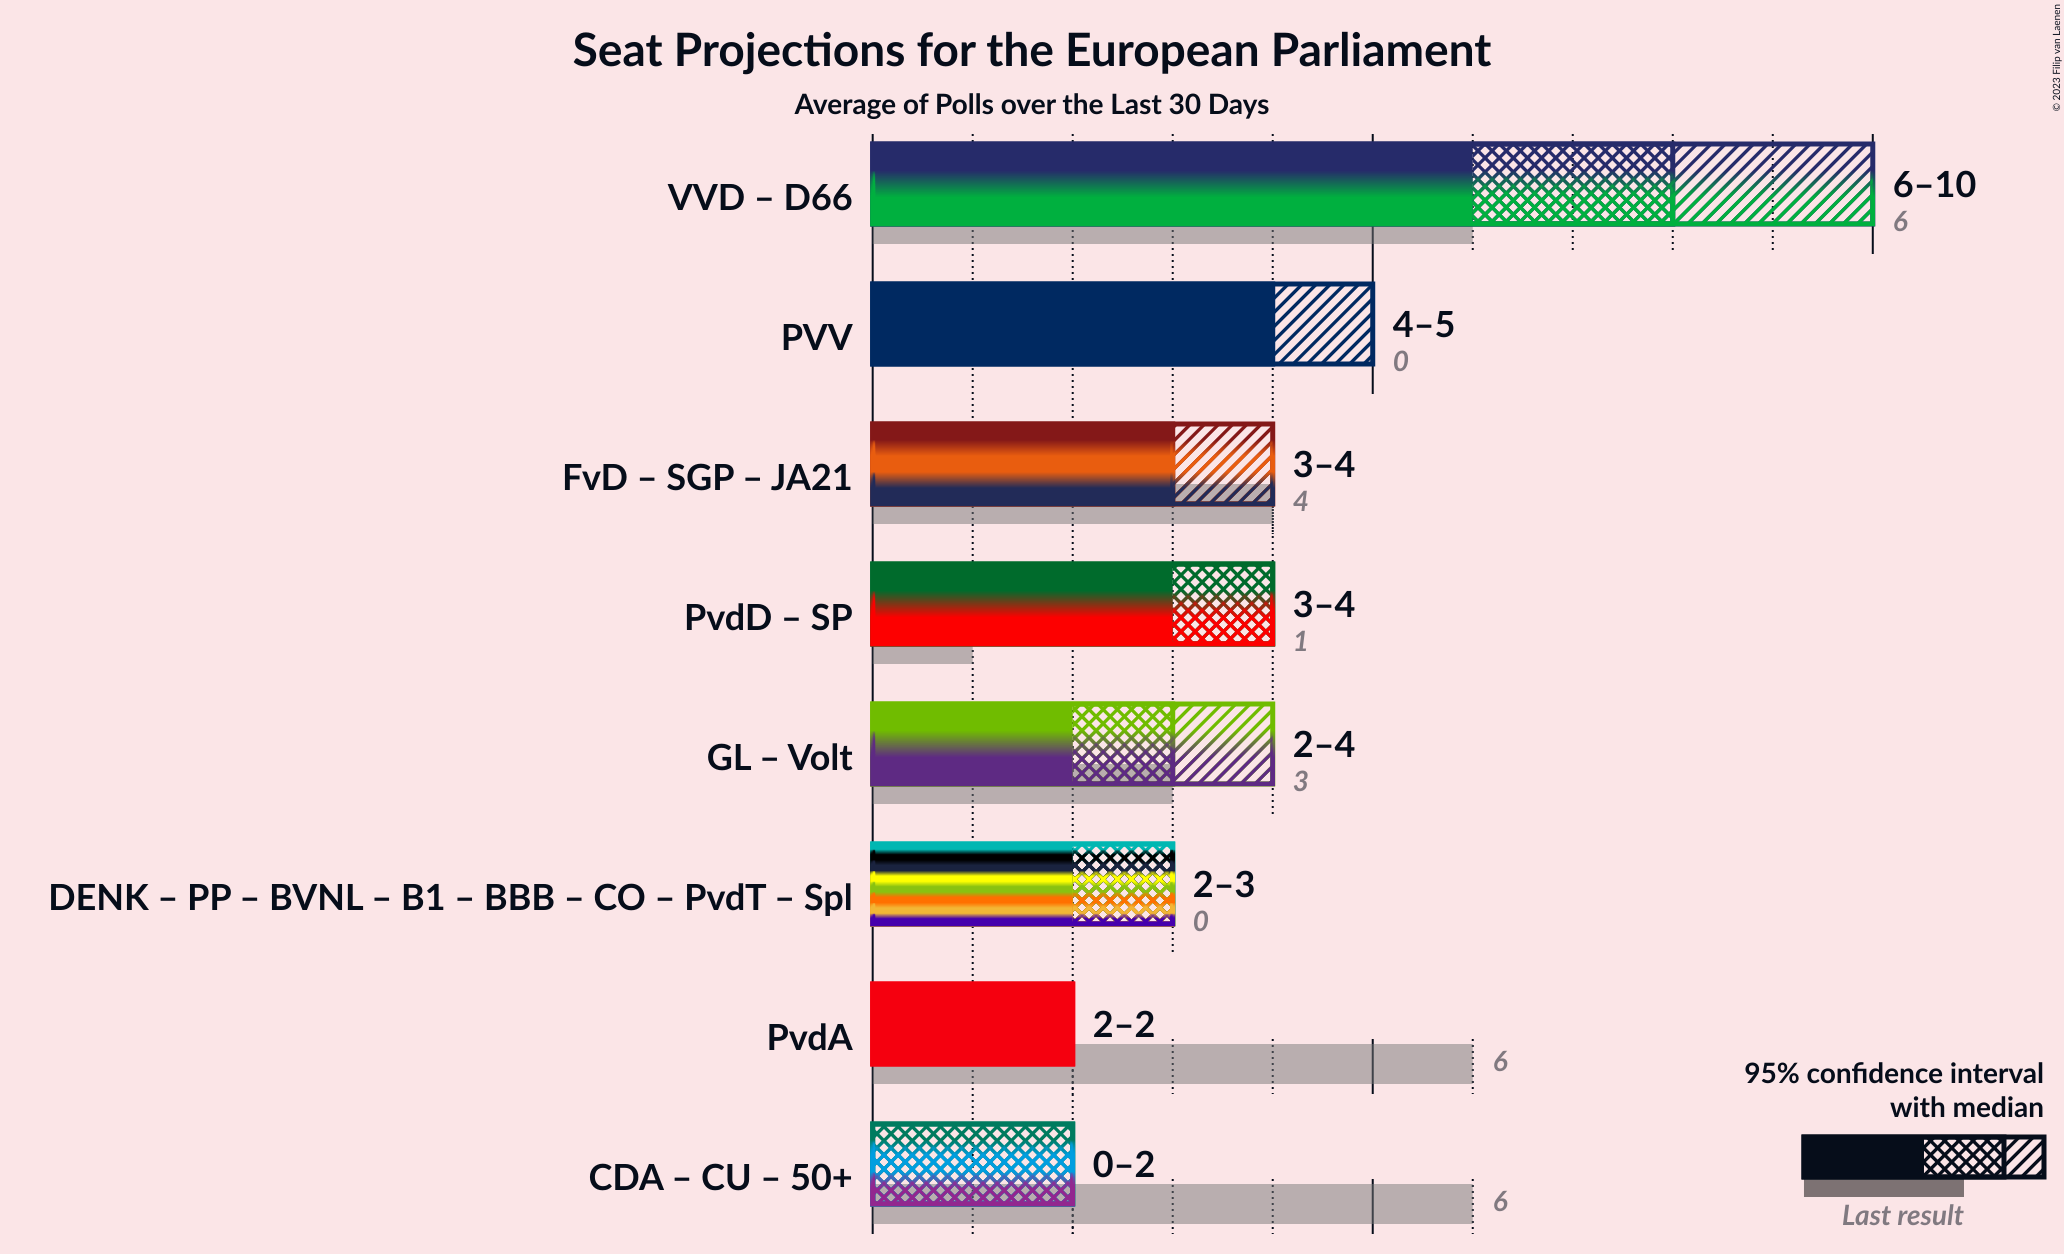 Seat Projections for the European Parliament
Average of Polls over the Last 30 Days
© 2023 Filip van Laenen
VVD – D66
6–10
6
PVV
4–5
0
FvD – SGP – JA21
3–4
4
PvdD – SP
3–4
1
GL – Volt
2–4
3
DENK – PP – BVNL – B1 – BBB – CO – PvdT – Spl
2–3
0
PvdA
2–2
6
CDA – CU – 50+
0–2
6
95% confidence interval
with median
Last result